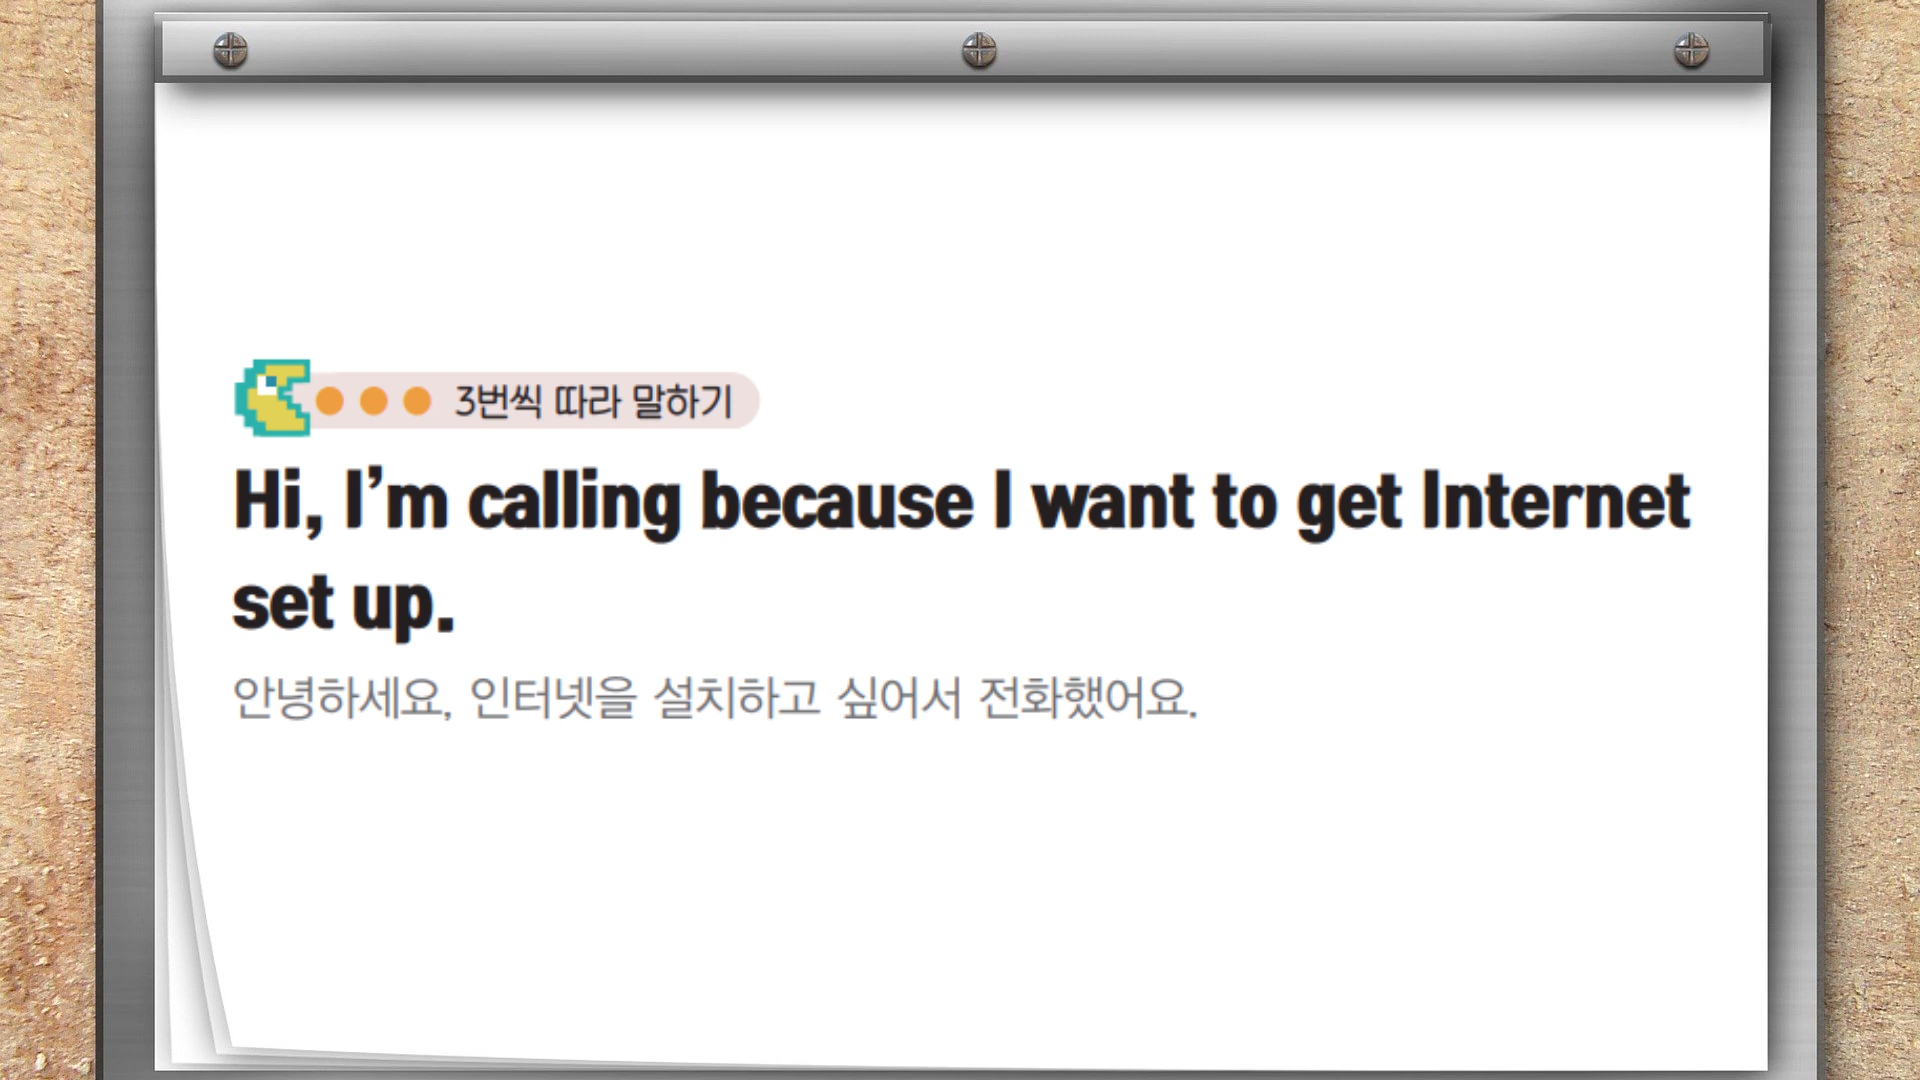 3번씩 따라 말하기
Hi, I’m calling because I want to get Internet
set up.
안녕하세요, 인터넷을 설치하고 싶어서 전화했어요.